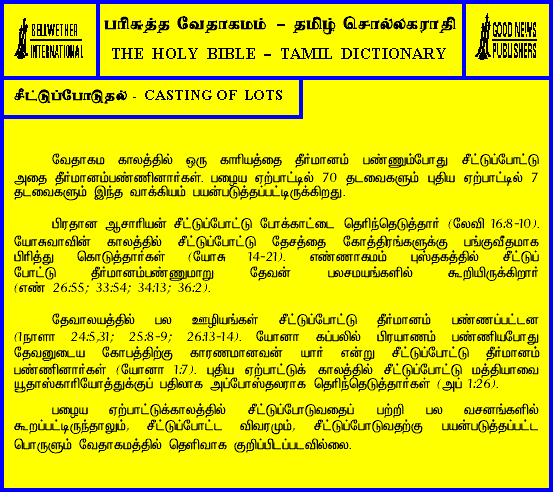 BELLWETHER
INTERNATIONAL
பரிசுத்த வேதாகமம் – தமிழ் சொல்லகராதி
THE HOLY BIBLE – TAMIL DICTIONARY
GOOD NEWS
PUBLISHERS
சீட்டுப்போடுதல் - CASTING OF LOTS
வேதாகம காலத்தில் ஒரு காரியத்தை தீர்மானம் பண்ணும்போது சீட்டுப்போட்டு
அதை தீர்மானம்பண்ணினார்கள். பழைய ஏற்பாட்டில் 70 தடவைகளும் புதிய ஏற்பாட்டில் 7
தடவைகளும் இந்த வாக்கியம் பயன்படுத்தப்பட்டிருக்கிறது.
பிரதான ஆசாரியன் சீட்டுப்போட்டு போக்காட்டை தெரிந்தெடுத்தார் (லேவி 16:8-10).
யோசுவாவின் காலத்தில் சீட்டுப்போட்டு தேசத்தை கோத்திரங்களுக்கு பங்குவீதமாக
பிரித்து கொடுத்தார்கள் (யோசு 14-21). எண்ணாகமம் புஸ்தகத்தில் சீட்டுப்
போட்டு தீர்மானம்பண்ணுமாறு தேவன் பலசமயங்களில் கூறியிருக்கிறார்
(எண் 26:55; 33:54; 34:13; 36:2).
தேவாலயத்தில் பல ஊழியங்கள் சீட்டுப்போட்டு தீர்மானம் பண்ணப்பட்டன
(1நாளா 24:5,31; 25:8-9; 26:13-14). யோனா கப்பலில் பிரயாணம் பண்ணியபோது
தேவனுடைய கோபத்திற்கு காரணமானவன் யார் என்று சீட்டுப்போட்டு தீர்மானம்
பண்ணினார்கள் (யோனா 1:7). புதிய ஏற்பாட்டுக் காலத்தில் சீட்டுப்போட்டு மத்தியாவை
யூதாஸ்காரியோத்துக்குப் பதிலாக அப்போஸ்தலராக தெரிந்தெடுத்தார்கள் (அப் 1:26).
பழைய ஏற்பாட்டுக்காலத்தில் சீட்டுப்போடுவதைப் பற்றி பல வசனங்களில்
கூறப்பட்டிருந்தாலும், சீட்டுப்போட்ட விவரமும், சீட்டுப்போடுவதற்கு பயன்படுத்தப்பட்ட
பொருளும் வேதாகமத்தில் தெளிவாக குறிப்பிடப்படவில்லை.